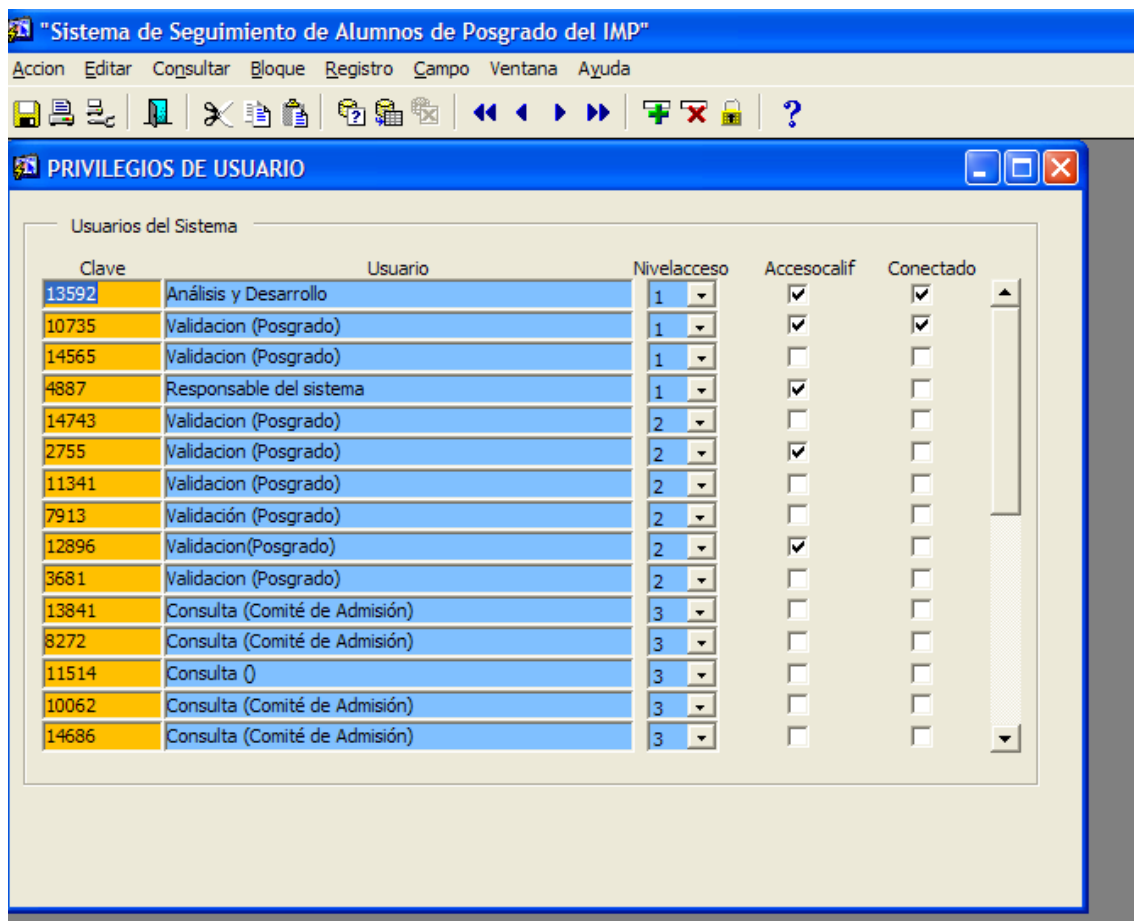 "Sistema de Seguimiento de Alumnos de Posgrado del IMP"
Accion Editar Consultar Bloque Registro Campo Ventana Ayuda
PRIVILEGIOS DE USUARIO
Usuarios del Sistema
Clave Usuario Nivelacceso Accesocalif Conectado
13592 Análisis y Desarrollo 1
10735 Validacion (Posgrado) 1
14565 Validacion (Posgrado) 1
4887 Responsable del sistema 1
14743 Validacion (Posgrado) 2
2755 Validacion (Posgrado) 2
11341 Validacion (Posgrado) 2
7913 Validación (Posgrado) 2
12896 Validacion(Posgrado) 2
3681 Validacion (Posgrado) 2
13841 Consulta (Comité de Admisión) 3
8272 Consulta (Comité de Admisión) 3
11514 Consulta () 3
10062 Consulta (Comité de Admisión) 3
14686 Consulta (Comité de Admisión) 3